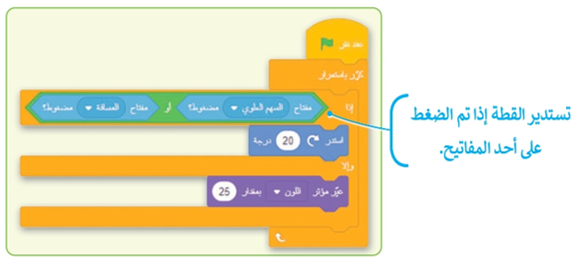 عند نقر
كرّر باستمرار
إذا مفتاح السهم العلوي مضغوط؟ أو مفتاح المسافة مضغوط؟
استدر 20 درجة
وإلا
غيّر مؤثر اللون بمقدار 25
تستدير القطة إذا تم الضغط
على أحد المفاتيح.